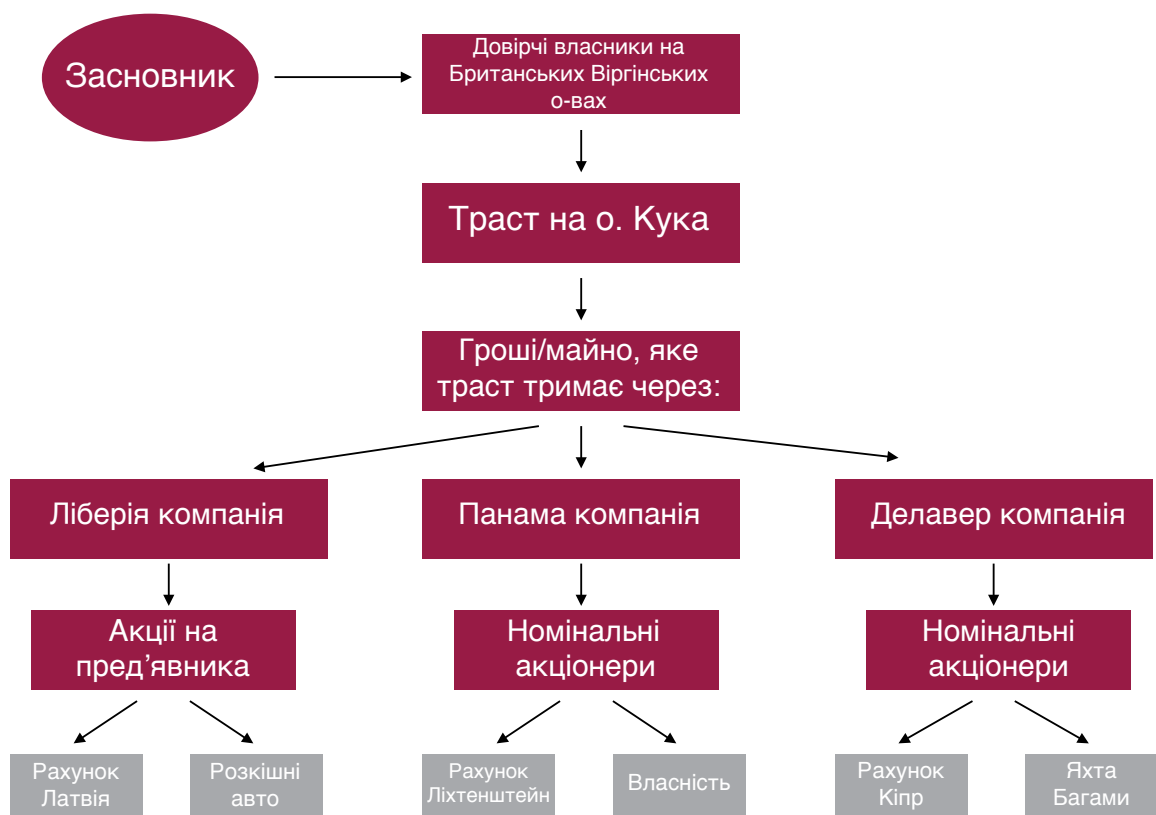 Засновник
Довірчі власники на
Британських Віргінських
о-вах
Траст на о. Кука
Гроші/майно, яке
траст тримає через:
Ліберія компанія
Панама компанія
Делавер компанія
Акції на
пред’явника
Номінальні
акціонери
Номінальні
акціонери
Рахунок
Латвія
Розкішні
авто
Рахунок
Ліхтенштейн
Власність
Рахунок
Кіпр
Яхта
Багами